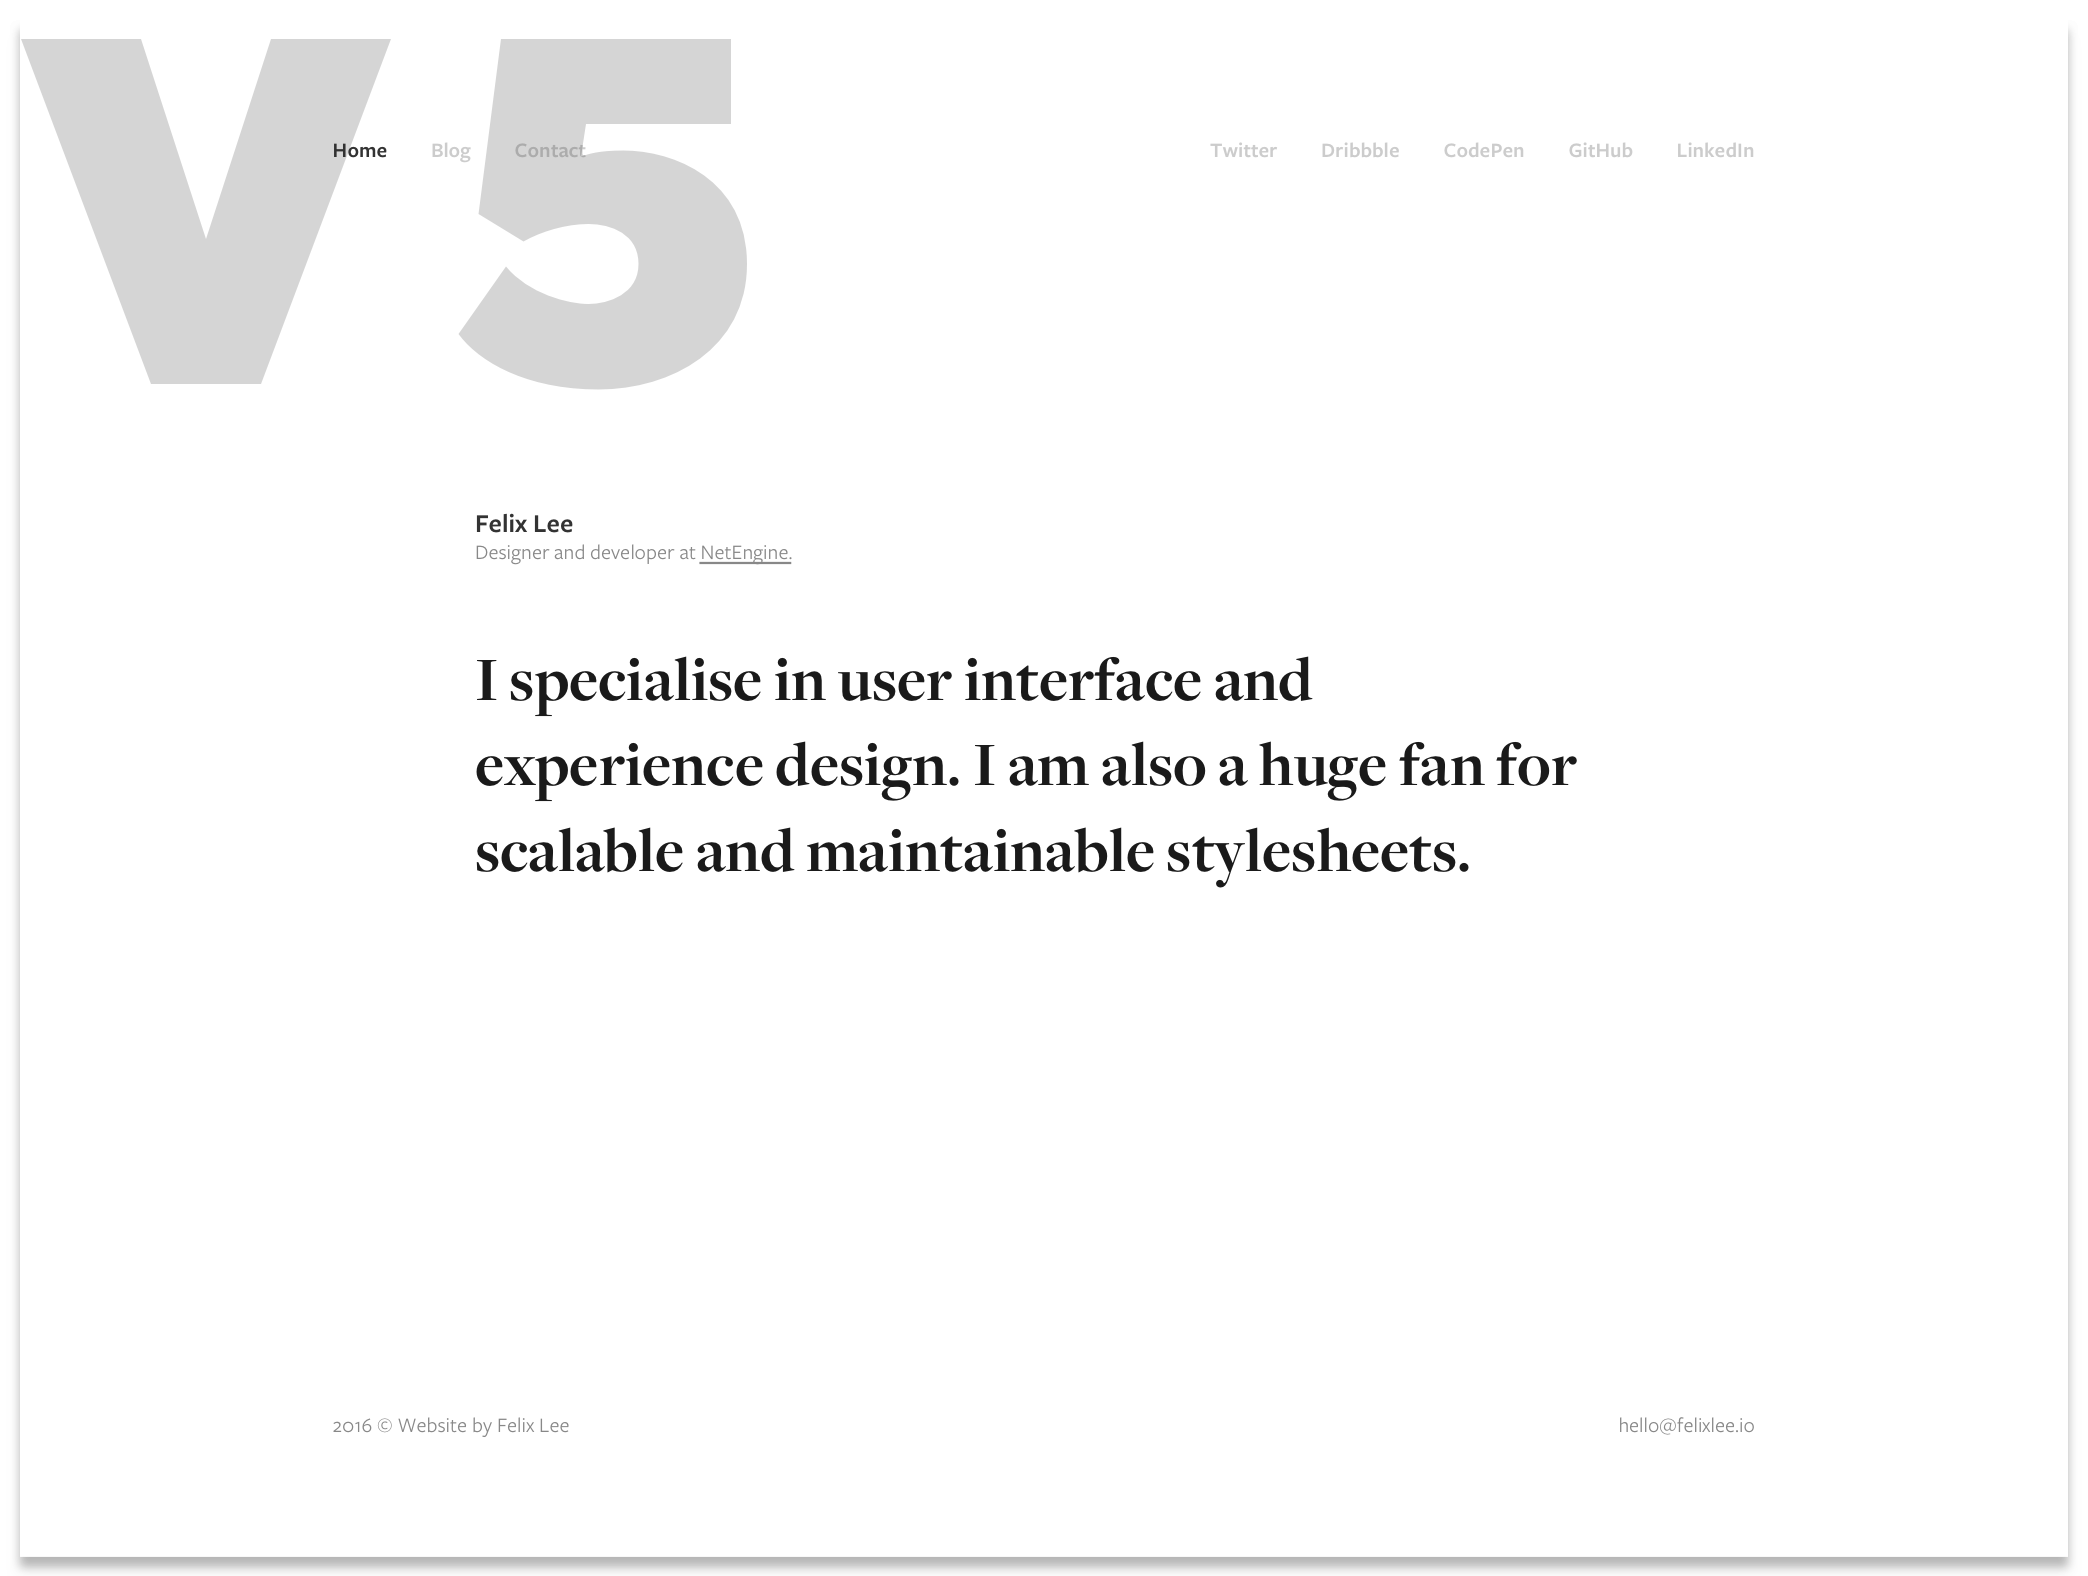 V5
Home Blog Contact Twitter Dribbble CodePen GitHub LinkedIn
Felix Lee
Designer and developer at NetEngine.
I specialise in user interface and
experience design. I am also a huge fan for
scalable and maintainable stylesheets.
2016 © Website by Felix Lee hello@felixlee.io